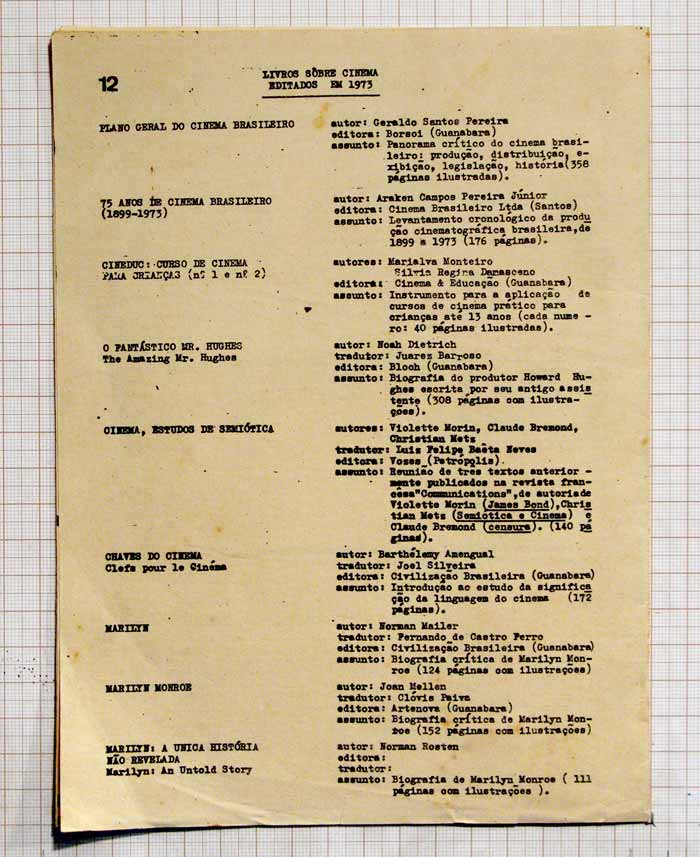 12
LIVROS SÔBRE CINEMA
EDITADOS EM 1973
PLANO GERAL DO CINEMA BRASILEIRO
autor: Geraldo Santos Pereira
editora: Borsoi (Guanabara)
assunto: Panorama crítico do cinema brasi-
leiro: produção, distribuição, e-
xibição, legislação, história(358
páginas ilustradas).
75 ANOS DE CINEMA BRASILEIRO
(1899-1973)
autor: Araken Campos Pereira Júnior
editora: Cinema Brasileiro Ltda (Santos)
assunto: Levantamento cronológico da produ
ção cinematográfica brasileira,de
1899 a 1973 (176 páginas).
CINEDUC: CURSO DE CINEMA
PARA CRIANÇAS (nº 1 e nº 2)
autores: Marialva Monteiro
Silvia Regina Damasceno
editora: Cinema & Educação (Guanabara)
assunto: Instrumento para a aplicação de
cursos de cinema prático para
crianças até 13 anos (cada nume -
ro: 40 páginas ilustradas).
O FANTÁSTICO MR. HUGHES
The Amazing Mr. Hughes
autor: Noah Dietrich
tradutor: Juarez Barroso
editora: Bloch (Guanabara)
assunto: Biografia do produtor Howard Hu-
ghes escrita por seu antigo assis
tente (308 páginas com ilustra-
ções).
CINEMA, ESTUDOS DE SEMIÓTICA
autores: Violette Morin, Claude Bremond,
Christian Metz
tradutor: Luis Felipe Baêta Neves
editora: Vozes (Petrópolis).
assunto: Reunião de três textos anterior -
mente publicados na revista fran-
cêsa"Communications",de autoriade
Violette Morin (James Bond),Chris
tian Metz (Semiótica e Cinema) e
Claude Bremond (censura). (140 pá
ginas).
CHAVES DO CINEMA
Clefs pour le Cinéma
autor: Barthélemy Amengual
tradutor: Joel Silveira
editora: Civilização Brasileira (Guanabara)
assunto: Introdução ao estudo da significa
ção da linguagem do cinema (172
páginas).
MARILYN
autor: Norman Mailer
tradutor: Fernando de Castro Ferro
editora: Civilização Brasileira (Guanabara)
assunto: Biografia crítica de Marilyn Mon-
roe (124 páginas com ilustrações)
MARILYN MONROE
autor: Joan Mellen
tradutor: Clóvis Paiva
editora: Artenova (Guanabara)
assunto: Biografia crítica de Marilyn Mon-
roe (152 páginas com ilustrações)
MARILYN: A UNICA HISTÓRIA
NÃO REVELADA
Marilyn: An Untold Story
autor: Norman Rosten
editora:
tradutor:
assunto: Biografia de Marilyn Monroe ( 111
páginas com ilustrações ).